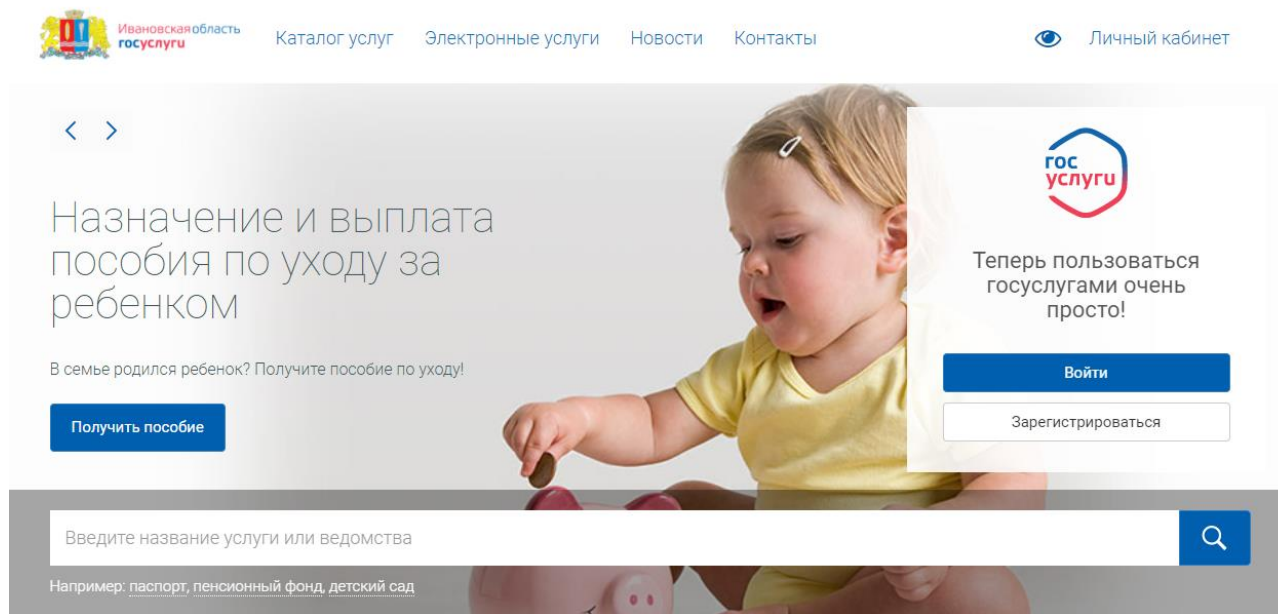 Ивановская область
госуслуги
Каталог услуг
Электронные услуги
Новости
Контакты
Личный кабинет
Назначение и выплата
пособия по уходу за
ребенком
В семье родился ребенок? Получите пособие по уходу!
Получить пособие
гос
услуги
Теперь пользоваться
госуслугами очень
просто!
Войти
Зарегистрироваться
Введите название услуги или ведомства
Например: паспорт, пенсионный фонд, детский сад